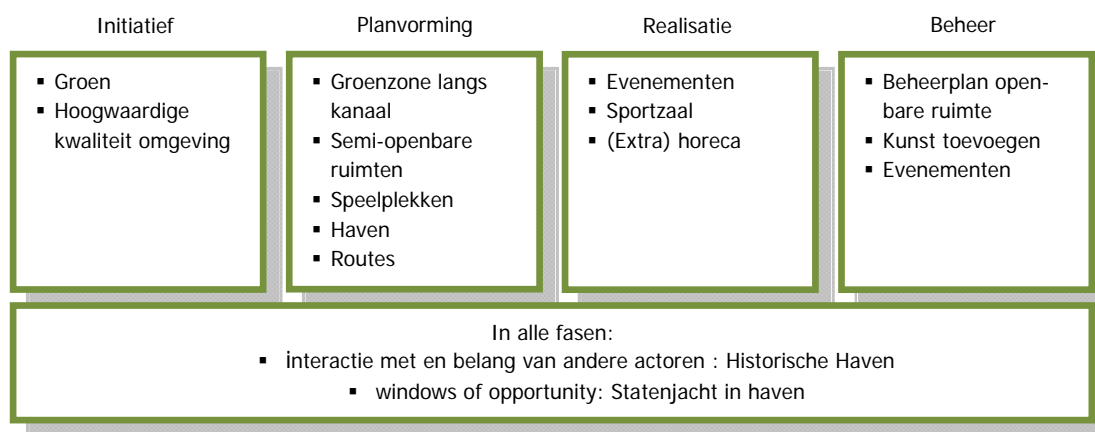 Initiatief
▪ Groen
▪ Hoogwaardige
kwaliteit omgeving
Planvorming
▪ Groenzone langs
kanaal
▪ Semi-openbare
ruimten
▪ Speelplekken
▪ Haven
▪ Routes
Realisatie
▪ Evenementen
▪ Sportzaal
▪ (Extra) horeca
Beheer
▪ Beheerplan open-
bare ruimte
▪ Kunst toevoegen
▪ Evenementen
In alle fasen:
▪ interactie met en belang van andere actoren : Historische Haven
▪ windows of opportunity: Statenjacht in haven